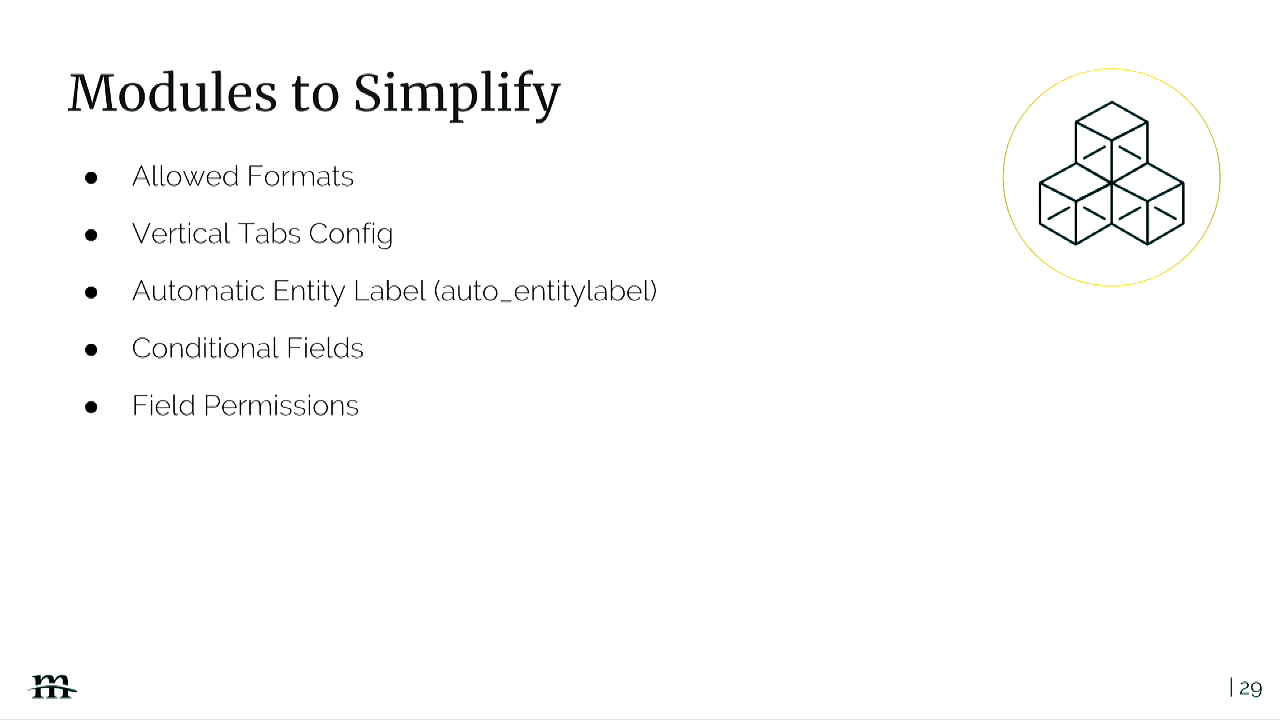 Modules to Simplify
● Allowed Formats
● Vertical Tabs Config
● Automatic Entity Label (auto_entitylabel)
● Conditional Fields
● Field Permissions
m
| 29